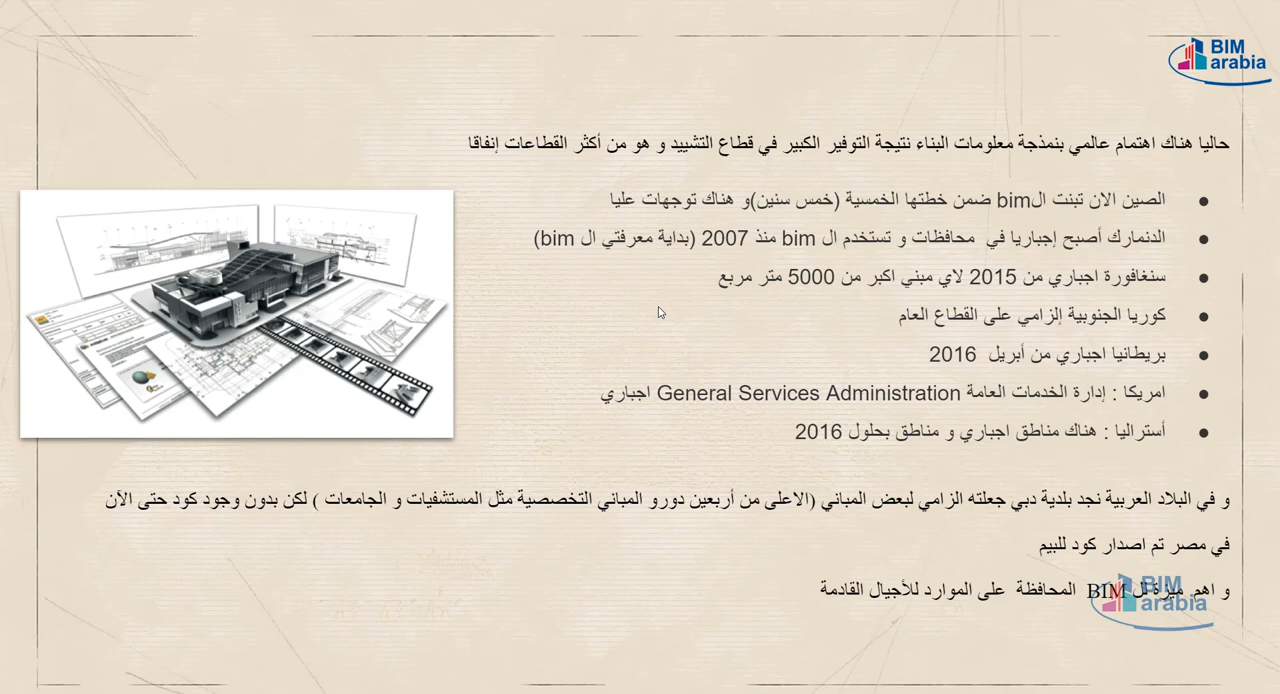 BIM
arabia
حاليا هناك اهتمام عالمي بنمذجة معلومات البناء نتيجة التوفير الكبير في قطاع التشييد و هو من أكثر القطاعات إنفاقا
● الصين الان تبنت الbim ضمن خطتها الخمسية (خمس سنين)و هناك توجهات عليا
● الدنمارك أصبح إجباريا في محافظات و تستخدم ال bim منذ 2007 (بداية معرفتي ال bim)
● سنغافورة اجباري من 2015 لاي مبني اكبر من 5000 متر مربع
● كوريا الجنوبية إلزامي على القطاع العام
● بريطانيا اجباري من أبريل 2016
● امريكا : إدارة الخدمات العامة General Services Administration اجباري
● أستراليا : هناك مناطق اجباري و مناطق بحلول 2016
و في البلاد العربية نجد بلدية دبي جعلته الزامي لبعض المباني (الاعلى من أربعين دورو المباني التخصصية مثل المستشفيات و الجامعات ) لكن بدون وجود كود حتى الآن
في مصر تم اصدار كود للبيم
و اهم ميزة لل BIM المحافظة على الموارد للأجيال القادمة
BIM
arabia